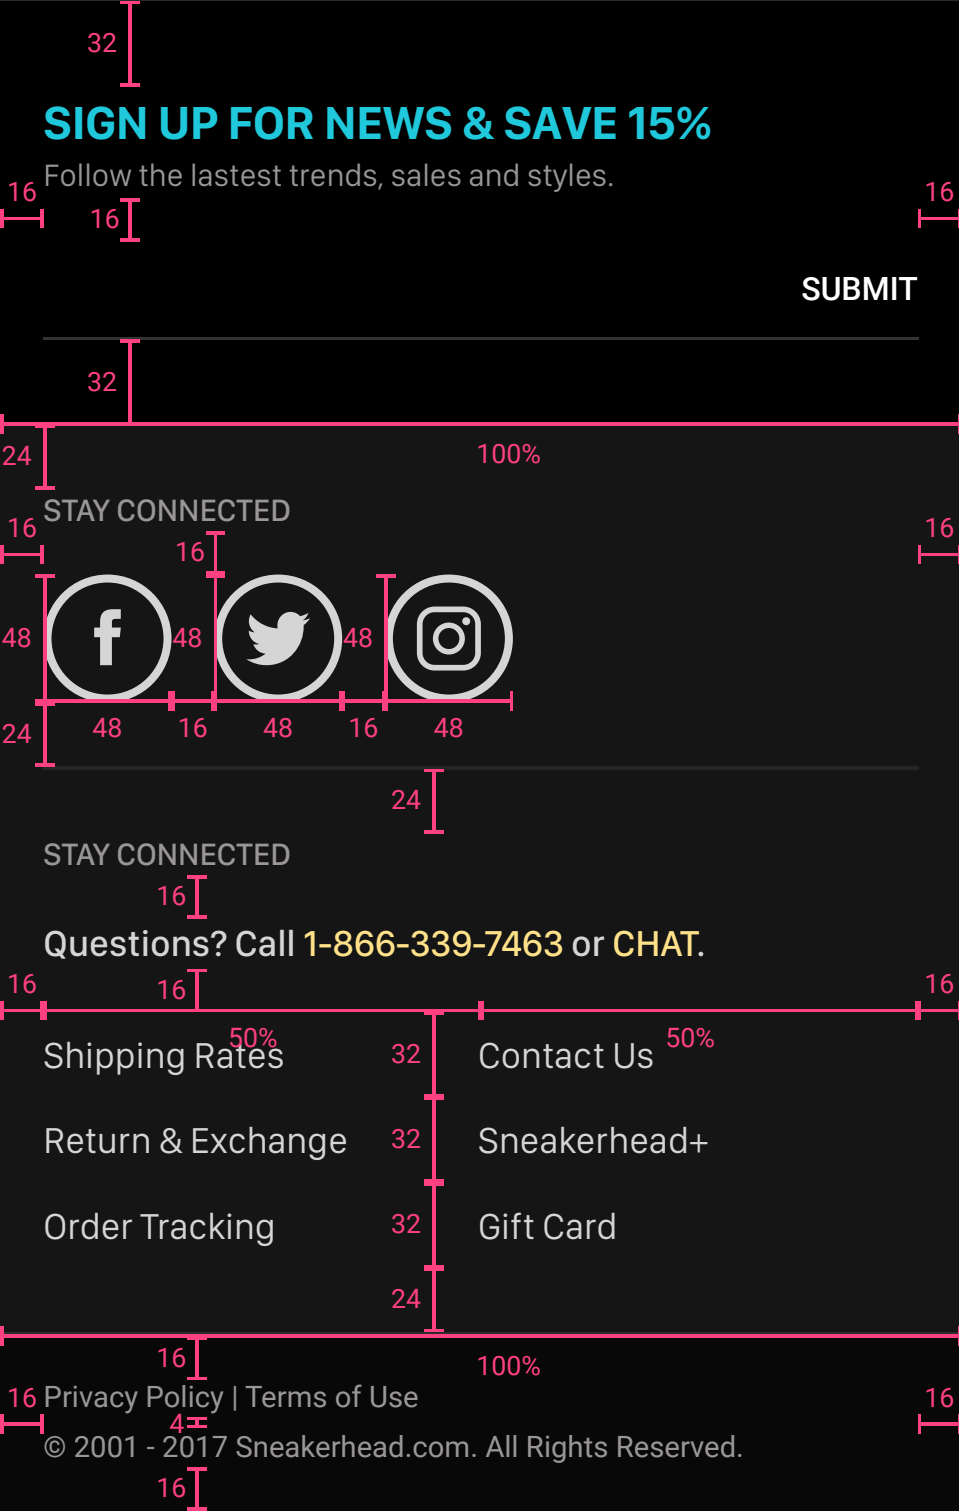 32
SIGN UP FOR NEWS & SAVE 15%
Follow the lastest trends, sales and styles.
16 16 16
SUBMIT
32
24 100%
STAY CONNECTED
16 16 16
48 48 48
24 48 16 48 16 48
24
STAY CONNECTED
16
Questions? Call 1-866-339-7463 or CHAT.
16 16 16
50% 50%
Shipping Rates 32 Contact Us
Return & Exchange 32 Sneakerhead+
Order Tracking 32 Gift Card
24
16 100%
16 Privacy Policy | Terms of Use 16
4
© 2001 - 2017 Sneakerhead.com. All Rights Reserved.
16